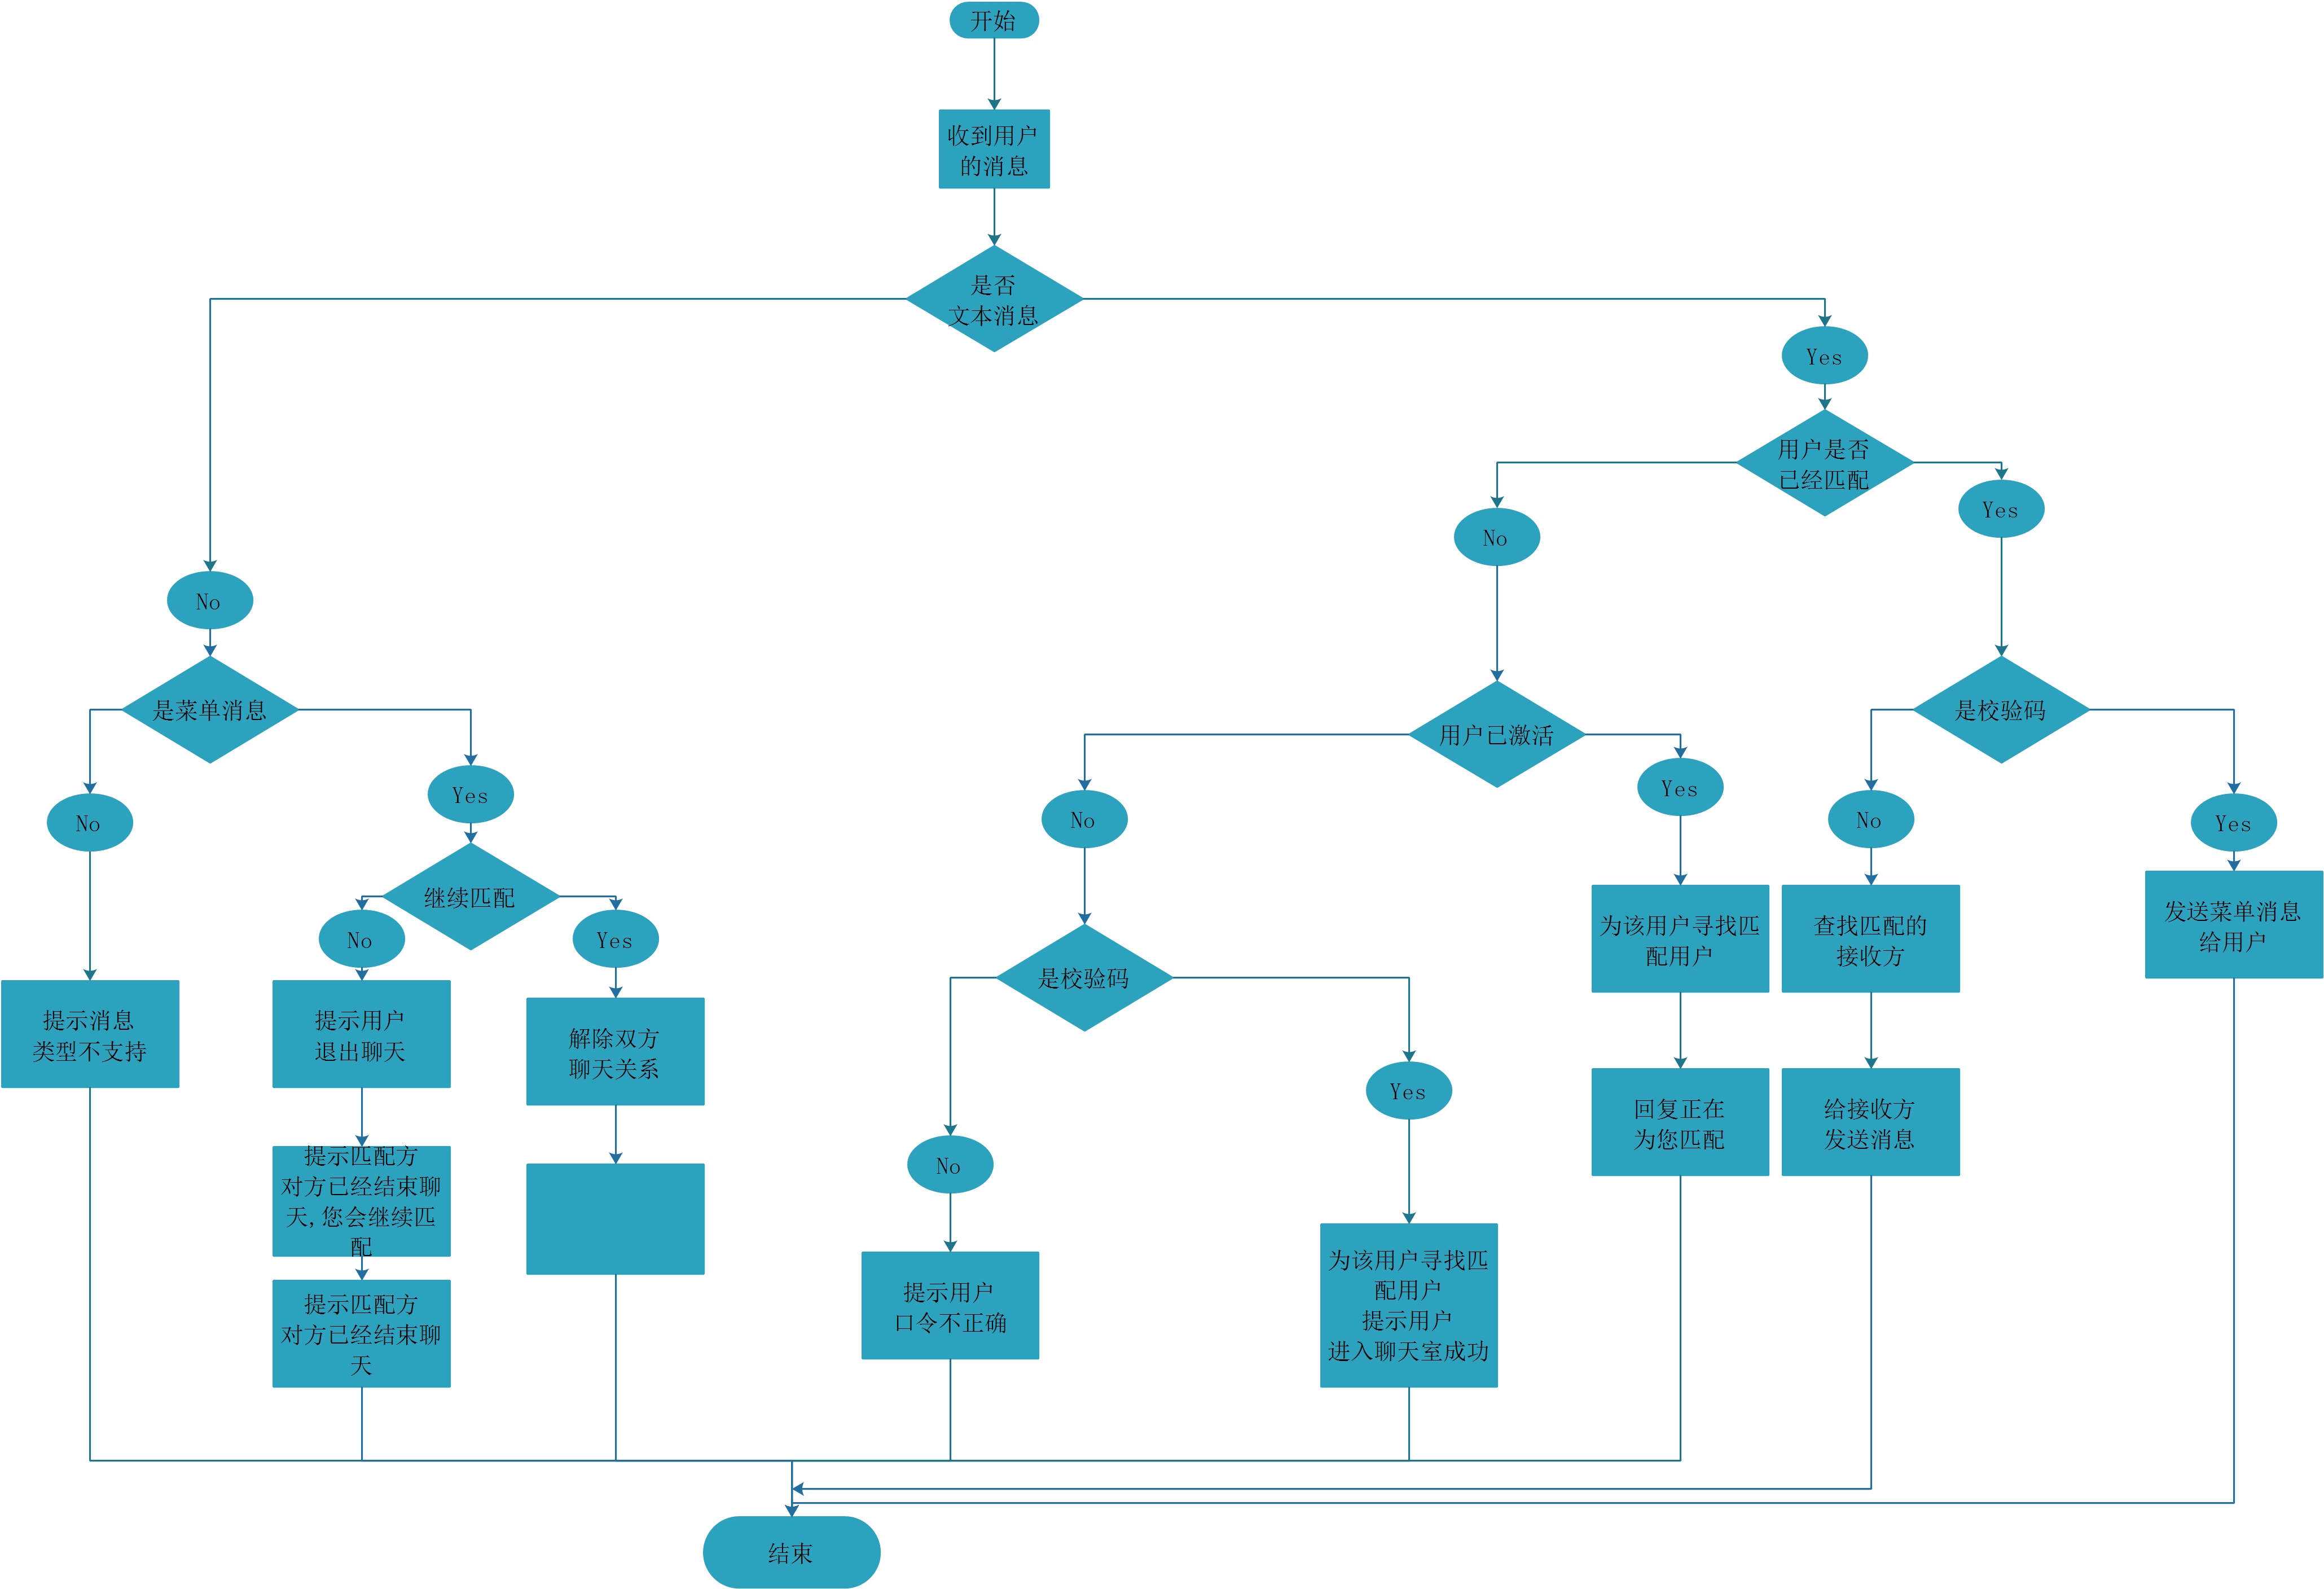 开始
收到用户
的消息
是否
文本消息
Yes
用户是否
已经匹配
Yes
No
No
是菜单消息
是校验码
用户已激活
Yes
Yes
No
No
No
Yes
继续匹配
No
Yes
为该用户寻找匹
配用户
查找匹配的
接收方
发送菜单消息
给用户
是校验码
提示消息
类型不支持
提示用户
退出聊天
解除双方
聊天关系
Yes
回复正在
为您匹配
给接收方
发送消息
No
提示匹配方
对方已经结束聊
天,您会继续匹
配
提示用户
口令不正确
为该用户寻找匹
配用户
提示用户
进入聊天室成功
提示匹配方
对方已经结束聊
天
结束